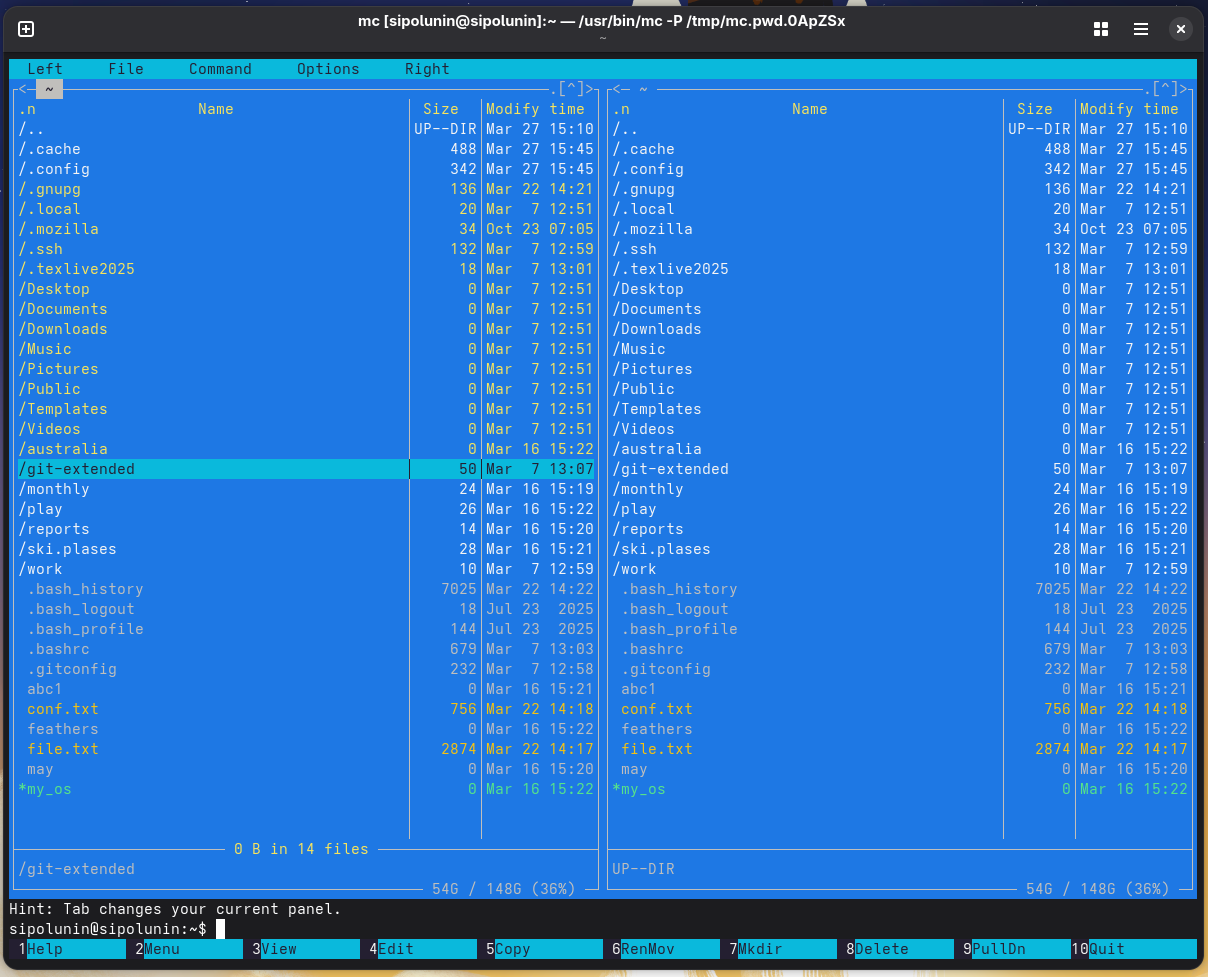 mc [sipolunin@sipolunin]:~ — /usr/bin/mc -P /tmp/mc.pwd.0ApZSx
~
Left File Command Options Right
<— ~ .[^]> <— ~ .[^]>
.n Name Size Modify time .n Name Size Modify time
/.. UP--DIR Mar 27 15:10 /.. UP--DIR Mar 27 15:10
/.cache 488 Mar 27 15:45 /.cache 488 Mar 27 15:45
/.config 342 Mar 27 15:45 /.config 342 Mar 27 15:45
/.gnupg 136 Mar 22 14:21 /.gnupg 136 Mar 22 14:21
/.local 20 Mar 7 12:51 /.local 20 Mar 7 12:51
/.mozilla 34 Oct 23 07:05 /.mozilla 34 Oct 23 07:05
/.ssh 132 Mar 7 12:59 /.ssh 132 Mar 7 12:59
/.texlive2025 18 Mar 7 13:01 /.texlive2025 18 Mar 7 13:01
/Desktop 0 Mar 7 12:51 /Desktop 0 Mar 7 12:51
/Documents 0 Mar 7 12:51 /Documents 0 Mar 7 12:51
/Downloads 0 Mar 7 12:51 /Downloads 0 Mar 7 12:51
/Music 0 Mar 7 12:51 /Music 0 Mar 7 12:51
/Pictures 0 Mar 7 12:51 /Pictures 0 Mar 7 12:51
/Public 0 Mar 7 12:51 /Public 0 Mar 7 12:51
/Templates 0 Mar 7 12:51 /Templates 0 Mar 7 12:51
/Videos 0 Mar 7 12:51 /Videos 0 Mar 7 12:51
/australia 0 Mar 16 15:22 /australia 0 Mar 16 15:22
/git-extended 50 Mar 7 13:07 /git-extended 50 Mar 7 13:07
/monthly 24 Mar 16 15:19 /monthly 24 Mar 16 15:19
/play 26 Mar 16 15:22 /play 26 Mar 16 15:22
/reports 14 Mar 16 15:20 /reports 14 Mar 16 15:20
/ski.plases 28 Mar 16 15:21 /ski.plases 28 Mar 16 15:21
/work 10 Mar 7 12:59 /work 10 Mar 7 12:59
.bash_history 7025 Mar 22 14:22 .bash_history 7025 Mar 22 14:22
.bash_logout 18 Jul 23 2025 .bash_logout 18 Jul 23 2025
.bash_profile 144 Jul 23 2025 .bash_profile 144 Jul 23 2025
.bashrc 679 Mar 7 13:03 .bashrc 679 Mar 7 13:03
.gitconfig 232 Mar 7 12:58 .gitconfig 232 Mar 7 12:58
abc1 0 Mar 16 15:21 abc1 0 Mar 16 15:21
conf.txt 756 Mar 22 14:18 conf.txt 756 Mar 22 14:18
feathers 0 Mar 16 15:22 feathers 0 Mar 16 15:22
file.txt 2874 Mar 22 14:17 file.txt 2874 Mar 22 14:17
may 0 Mar 16 15:20 may 0 Mar 16 15:20
*my_os 0 Mar 16 15:22 *my_os 0 Mar 16 15:22
0 B in 14 files
/git-extended UP--DIR
54G / 148G (36%) 54G / 148G (36%)
Hint: Tab changes your current panel.
sipolunin@sipolunin:~$
1Help 2Menu 3View 4Edit 5Copy 6RenMov 7Mkdir 8Delete 9PullDn 10Quit